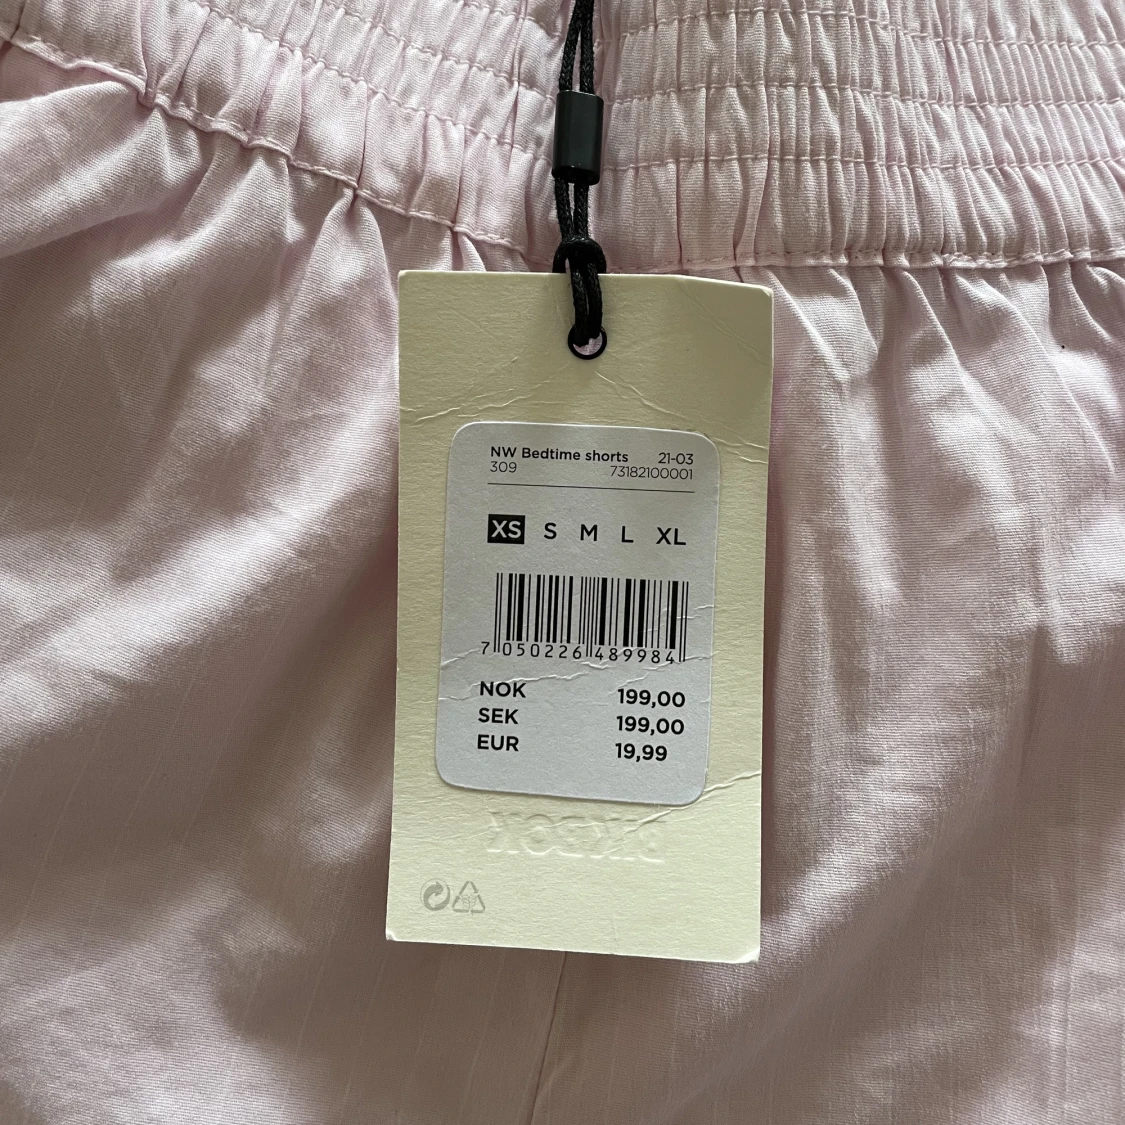 NW Bedtime shorts 21-03
309 73182100001
XS S M L XL
7 050226 489984
NOK 199,00
SEK 199,00
EUR 19,99